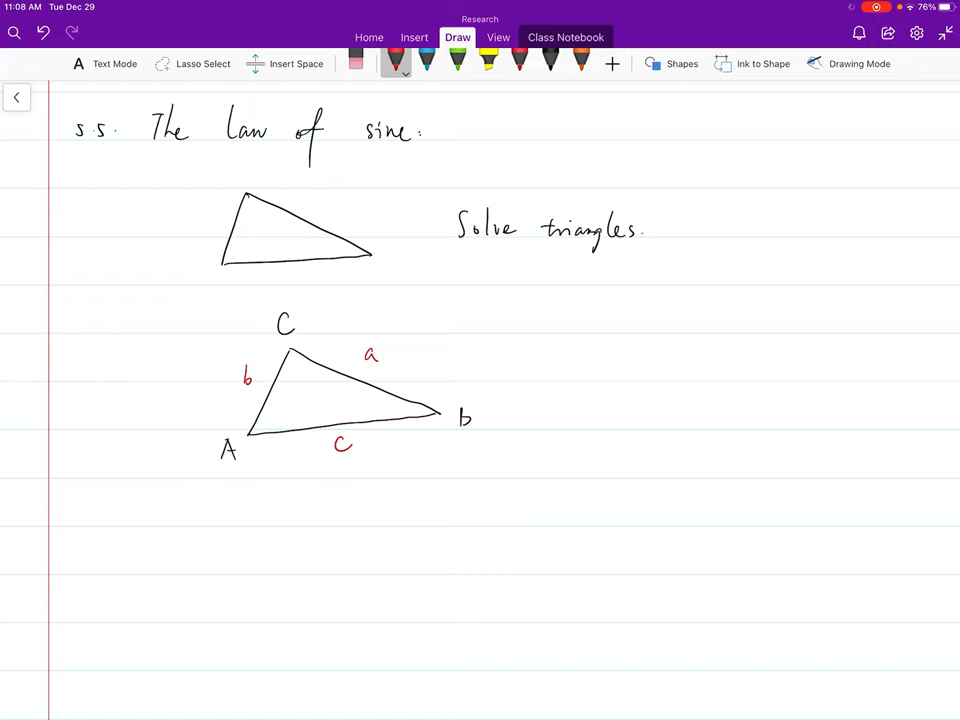 11:08 AM Tue Dec 29
76%
Research
Home Insert Draw View Class Notebook
Text Mode Lasso Select Insert Space Shapes Ink to Shape Drawing Mode
5.5. The law of sine:
Solve triangles.
C
b a
A c B